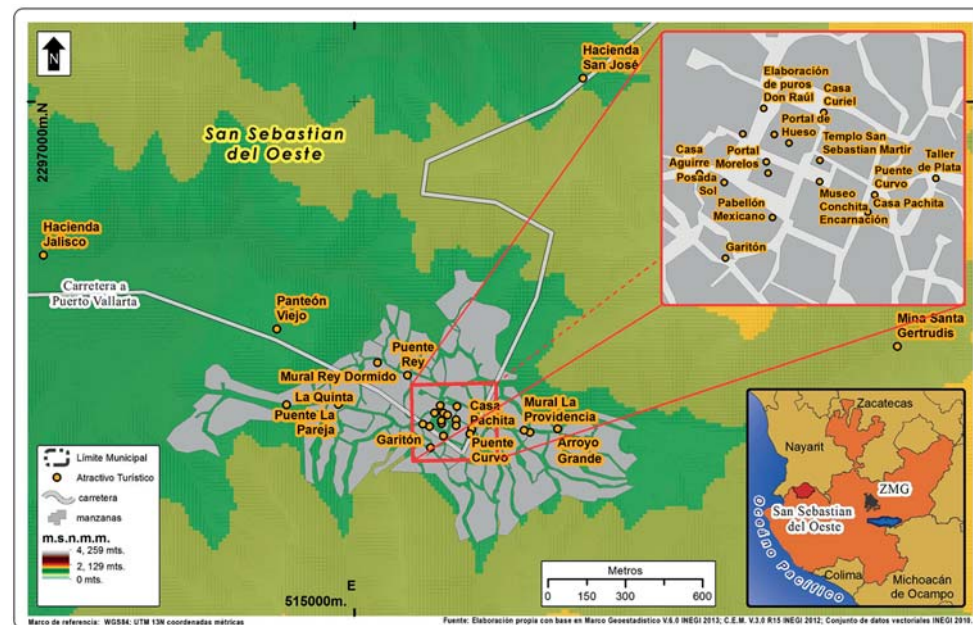 N
2297000m.N
San Sebastian
del Oeste
Hacienda
San José
Hacienda
Jalisco
Carretera a
Puerto Vallarta
Panteón
Viejo
Puente
Rey
Mural Rey Dormido
La Quinta
Puente La
Pareja
Garitón
Casa
Pachita
Puente
Curvo
Mural La
Providencia
Arroyo
Grande
Mina Santa
Gertrudis
Elaboración
de puros
Don Raúl
Casa
Curiel
Portal de
Hueso
Templo San
Sebastian Martir
Casa
Aguirre
Portal
Morelos
Posada
Sol
Pabellón
Mexicano
Garitón
Museo
Conchita
Encarnación
Puente
Curvo
Casa Pachita
Taller
de Plata
Límite Municipal
Atractivo Turístico
carretera
manzanas
m.s.n.m.m.
4, 259 mts.
2, 129 mts.
0 mts.
E
515000m.
Metros
0 150 300 600
Zacatecas
Nayarit
ZMG
San Sebastian
del Oeste
Océano Pacífico
Colima
Michoacán
de Ocampo
Marco de referencia: WGS84; UTM 13N coordenadas métricas
Fuente: Elaboración propia con base en Marco Geoestadístico V.6.0 INEGI 2013; C.E.M. V.3.0 R15 INEGI 2012; Conjunto de datos vectoriales INEGI 2010.